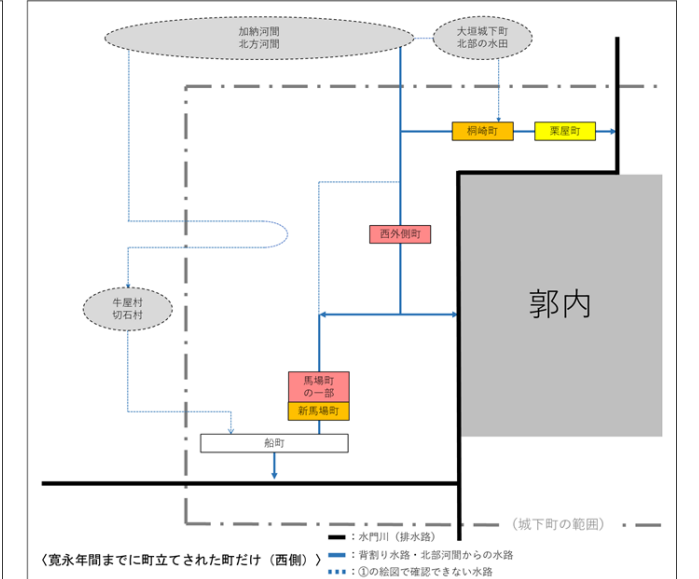 加納河間
北方河間
大垣城下町
北部の水田
桐崎町
栗屋町
西外側町
郭内
牛屋村
切石村
馬場町
の一部
新馬場町
船町
（城下町の範囲）
：水門川（排水路）
：背割り水路・北部河間からの水路
：①の絵図で確認できない水路
〈寛永年間までに町立てされた町だけ（西側）〉